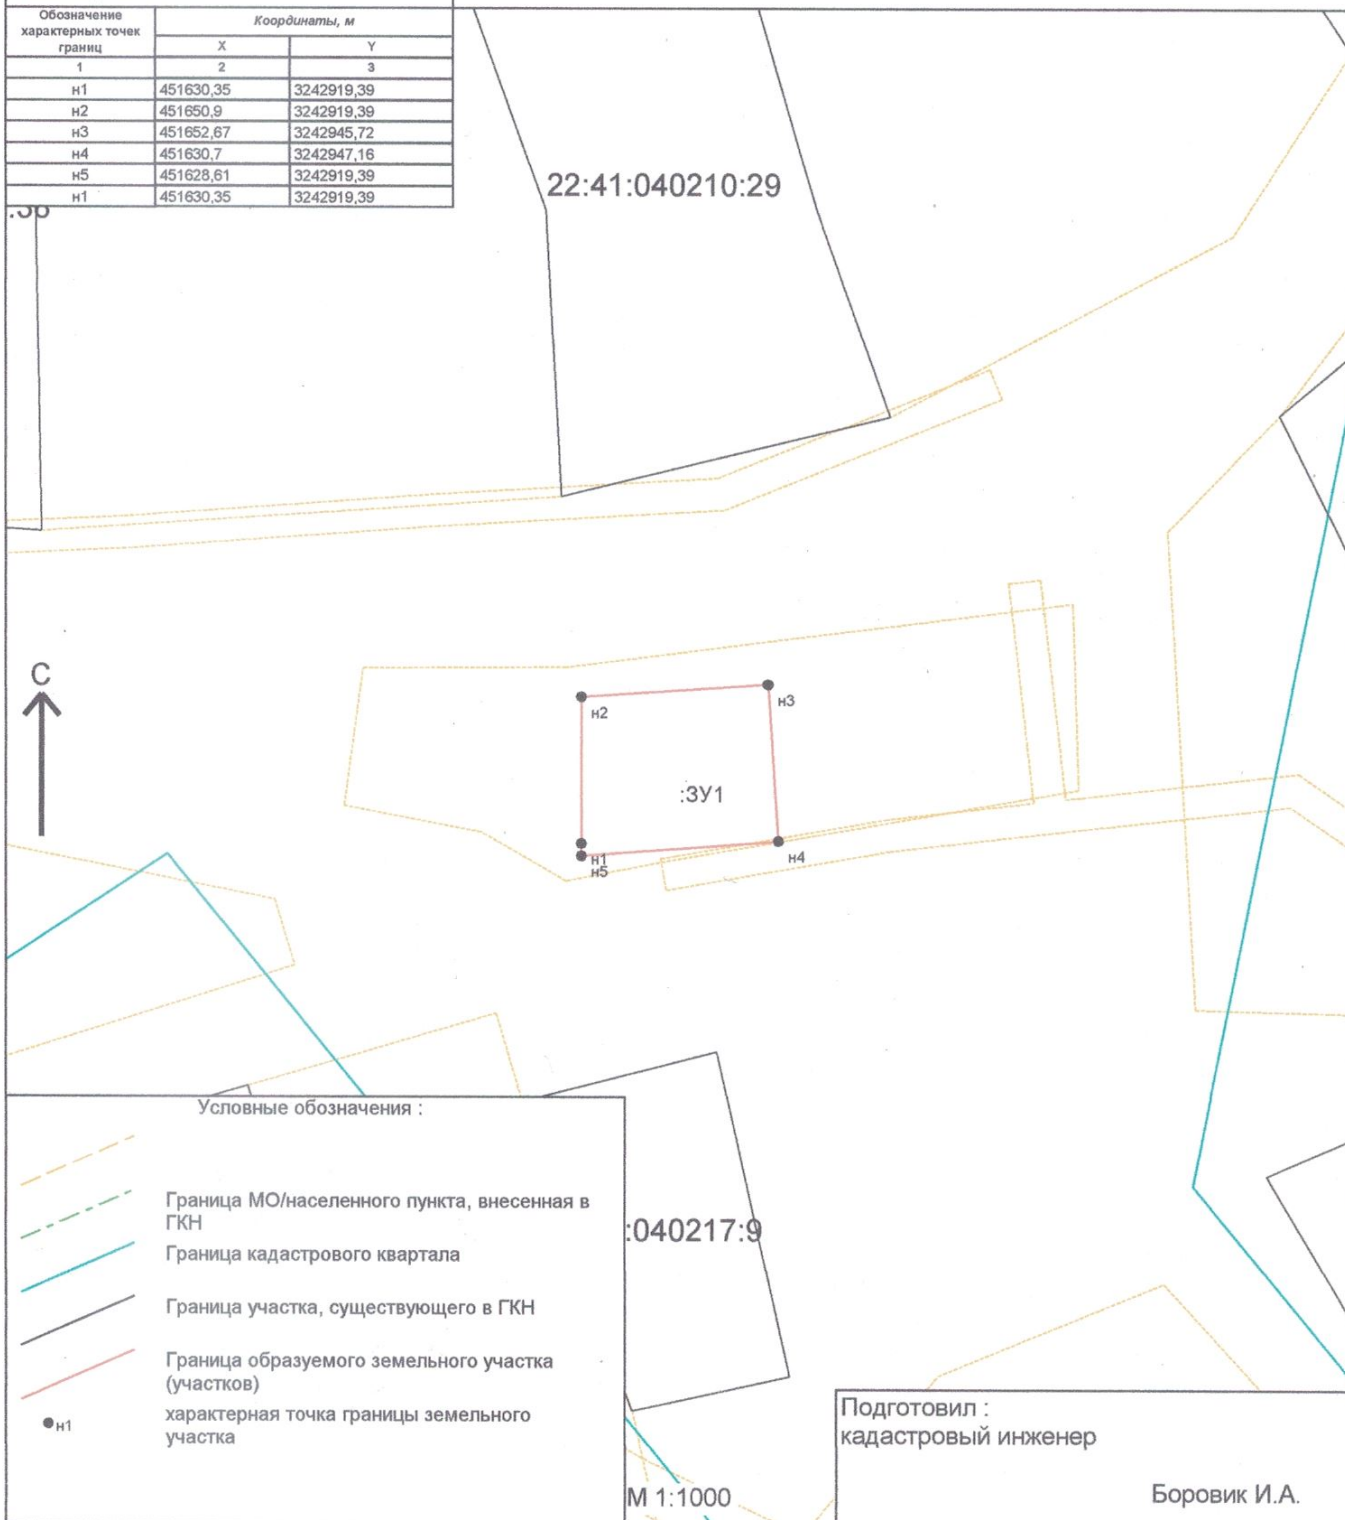 Обозначение
характерных точек
границ
Координаты, м
X Y
1 2 3
н1 451630,35 3242919,39
н2 451650,9 3242919,39
н3 451652,67 3242945,72
н4 451630,7 3242947,16
н5 451628,61 3242919,39
н1 451630,35 3242919,39
22:41:040210:29
С
н2
н3
:ЗУ1
н1
н5
н4
Условные обозначения :
Граница МО/населенного пункта, внесенная в
ГКН
Граница кадастрового квартала
Граница участка, существующего в ГКН
Граница образуемого земельного участка
(участков)
н1
характерная точка границы земельного
участка
:040217:9
М 1:1000
Подготовил :
кадастровый инженер
Боровик И.А.